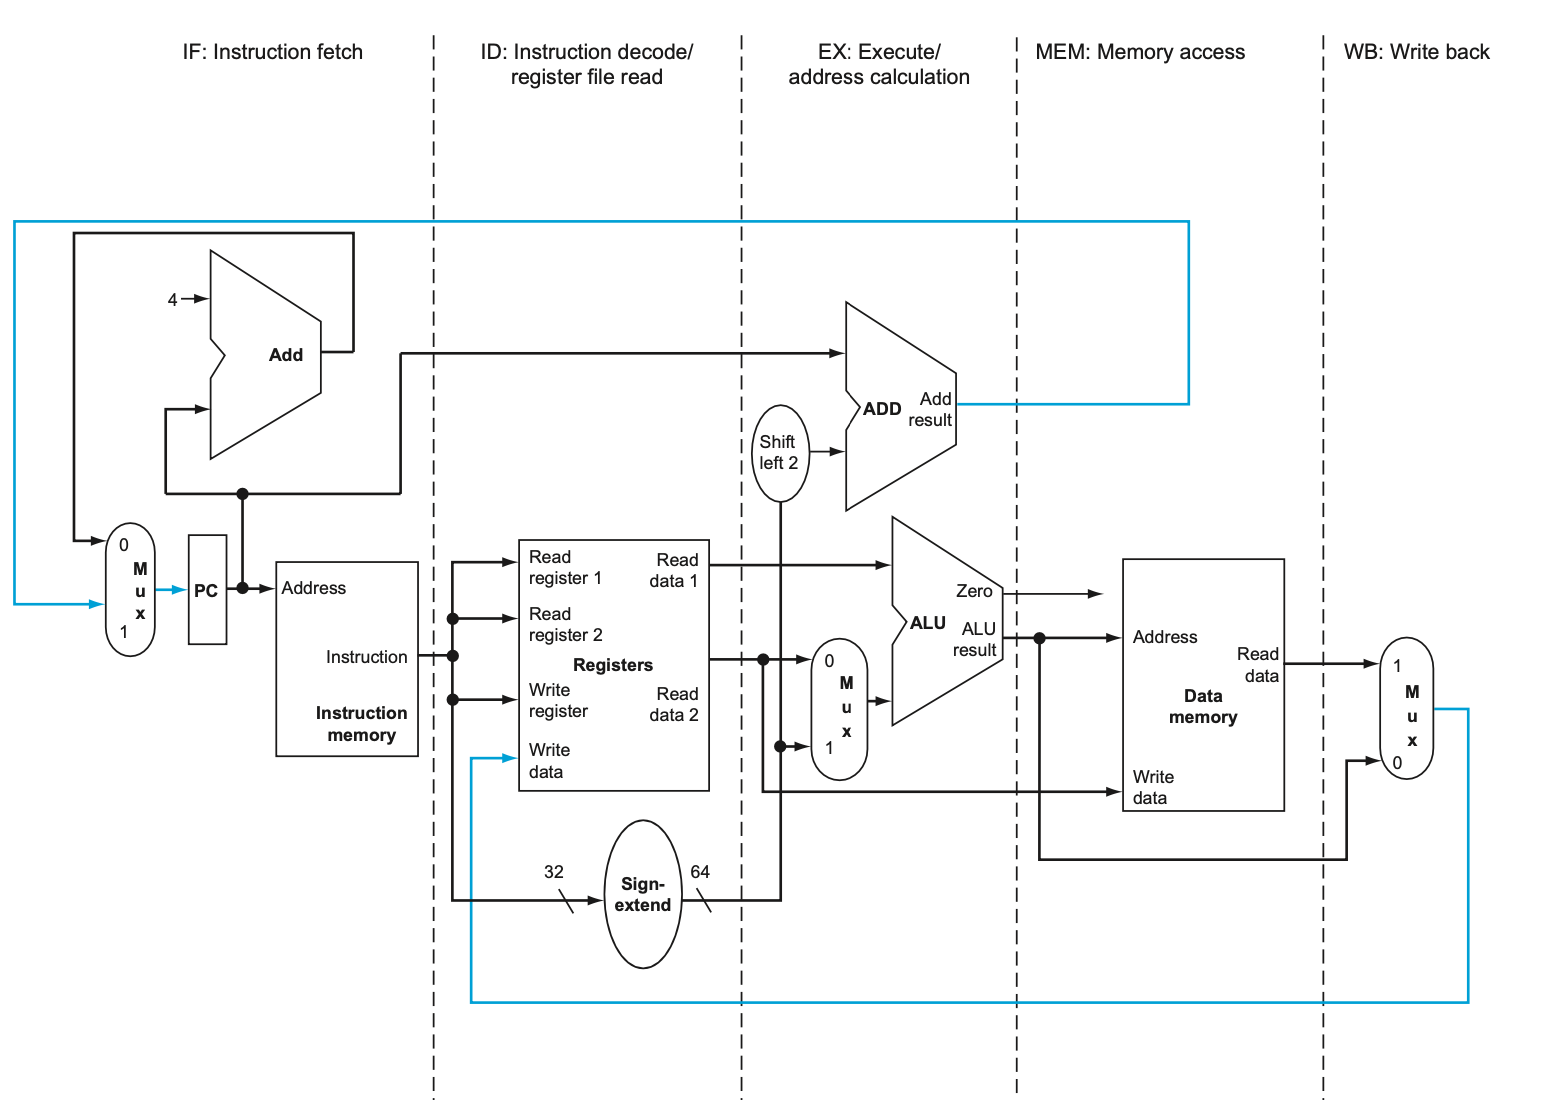 IF: Instruction fetch
ID: Instruction decode/
register file read
EX: Execute/
address calculation
MEM: Memory access
WB: Write back
4
Add
Shift
left 2
ADD
Add
result
0
M
u
x
1
PC
Address
Instruction
Instruction
memory
Read
register 1
Read
register 2
Write
register
Write
data
Registers
Read
data 1
Read
data 2
0
M
u
x
1
Zero
ALU
ALU
result
Address
Write
data
Data
memory
Read
data
1
M
u
x
0
32
Sign-
extend
64